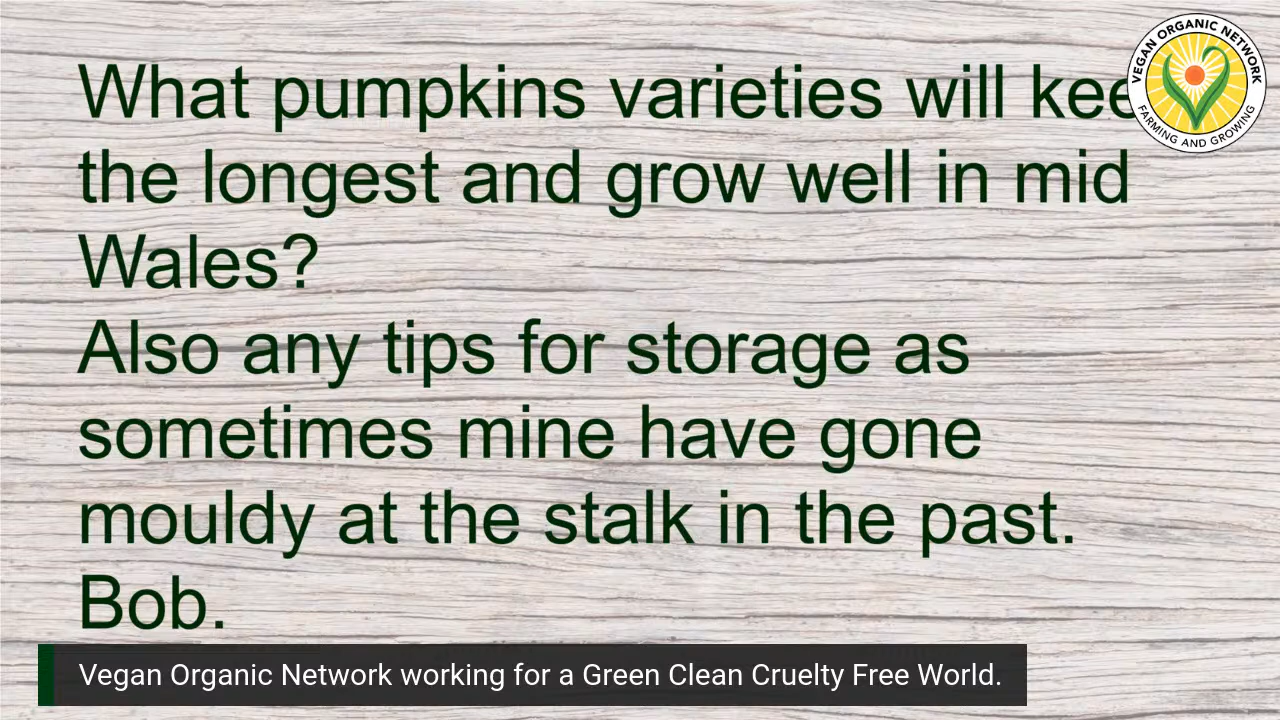 What pumpkins varieties will kee
the longest and grow well in mid
Wales?
Also any tips for storage as
sometimes mine have gone
mouldy at the stalk in the past.
Bob.
VEGAN ORGANIC NETWORK
FARMING AND GROWING
Vegan Organic Network working for a Green Clean Cruelty Free World.